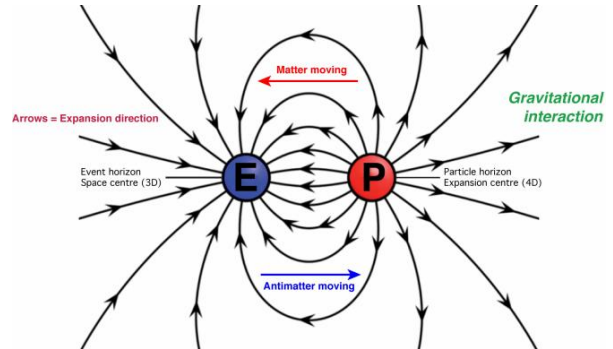 Matter moving
Gravitational
interaction
Arrows = Expansion direction
Event horizon
Space centre (3D)
E
P
Particle horizon
Expansion centre (4D)
Antimatter moving